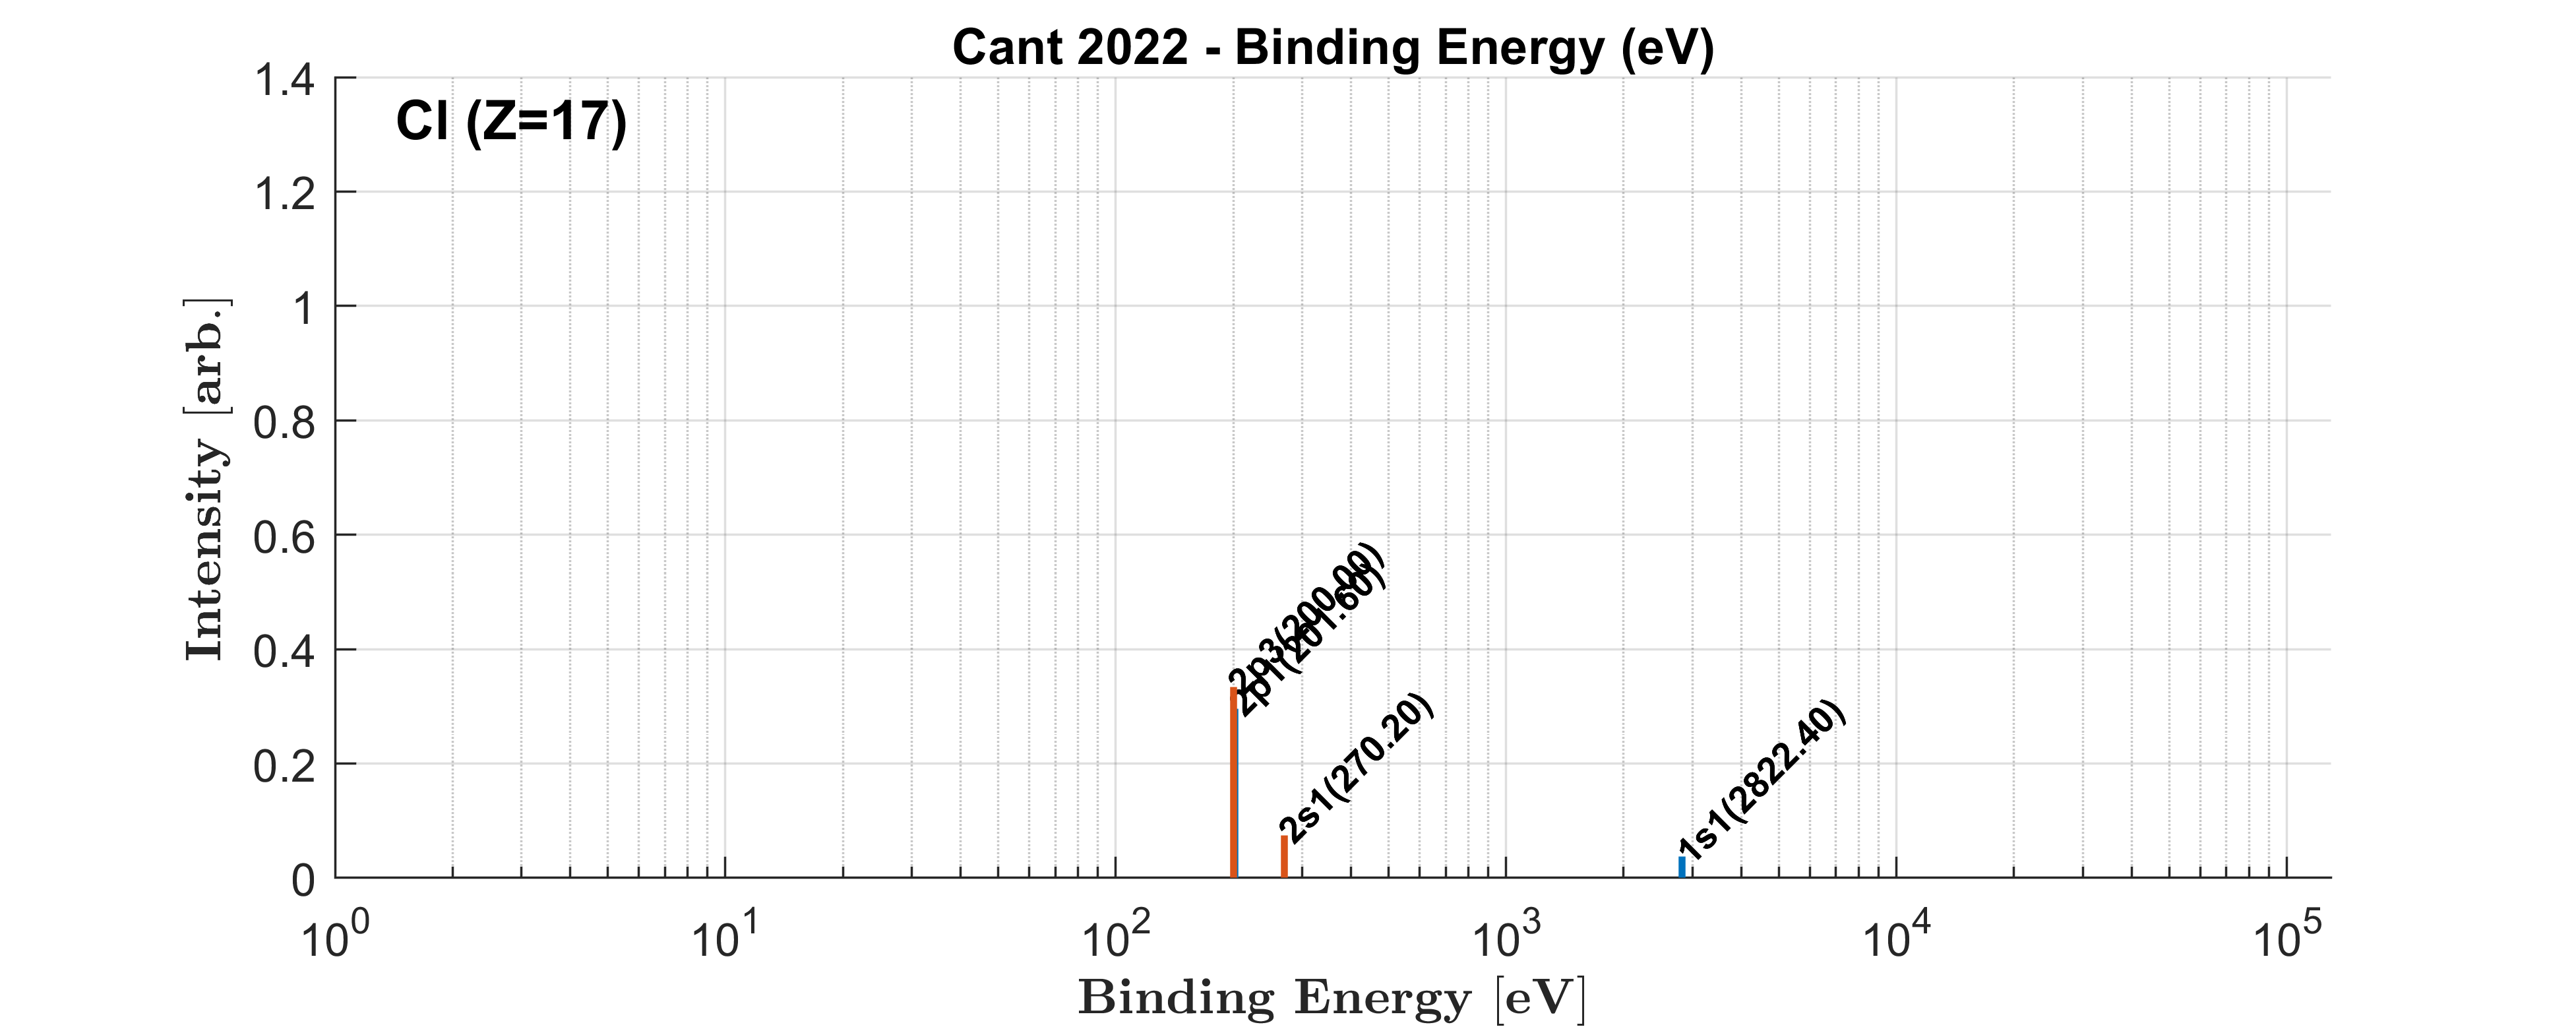 Cant 2022 - Binding Energy (eV)
Cl (Z=17)
1.4
1.2
1
0.8
0.6
0.4
0.2
0
Intensity [arb.]
2p3(200.00)
2p1(201.60)
2s1(270.20)
1s1(2822.40)
10^0 10^1 10^2 10^3 10^4 10^5
Binding Energy [eV]